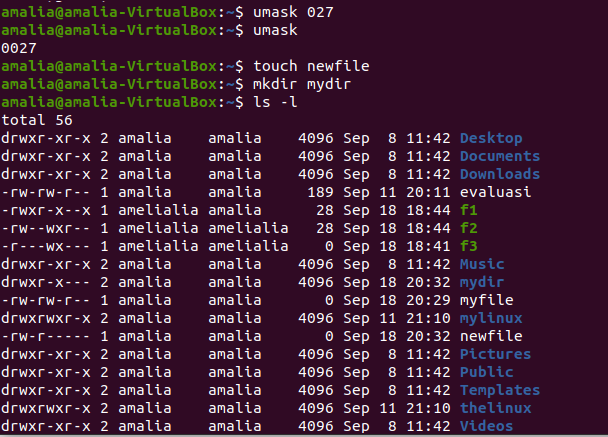 amalia@amalia-VirtualBox:~$ umask 027
amalia@amalia-VirtualBox:~$ umask
0027
amalia@amalia-VirtualBox:~$ touch newfile
amalia@amalia-VirtualBox:~$ mkdir mydir
amalia@amalia-VirtualBox:~$ ls -l
total 56
drwxr-xr-x 2 amalia    amalia    4096 Sep  8 11:42 Desktop
drwxr-xr-x 2 amalia    amalia    4096 Sep  8 11:42 Documents
drwxr-xr-x 2 amalia    amalia    4096 Sep  8 11:42 Downloads
-rw-rw-r-- 1 amalia    amalia     189 Sep 11 20:11 evaluasi
-rwxr-x--x 1 amelialia amalia      28 Sep 18 18:44 f1
-rw--wxr-- 1 amelialia amelialia   28 Sep 18 18:44 f2
-r---wx--- 1 amelialia amelialia    0 Sep 18 18:41 f3
drwxr-xr-x 2 amalia    amalia    4096 Sep  8 11:42 Music
drwxr-x--- 2 amalia    amalia    4096 Sep 18 20:32 mydir
-rw-rw-r-- 1 amalia    amalia       0 Sep 18 20:29 myfile
drwxrwxr-x 2 amalia    amalia    4096 Sep 11 21:10 mylinux
-rw-r----- 1 amalia    amalia       0 Sep 18 20:32 newfile
drwxr-xr-x 2 amalia    amalia    4096 Sep  8 11:42 Pictures
drwxr-xr-x 2 amalia    amalia    4096 Sep  8 11:42 Public
drwxr-xr-x 2 amalia    amalia    4096 Sep  8 11:42 Templates
drwxrwxr-x 2 amalia    amalia    4096 Sep 11 21:10 thelinux
drwxr-xr-x 2 amalia    amalia    4096 Sep  8 11:42 Videos